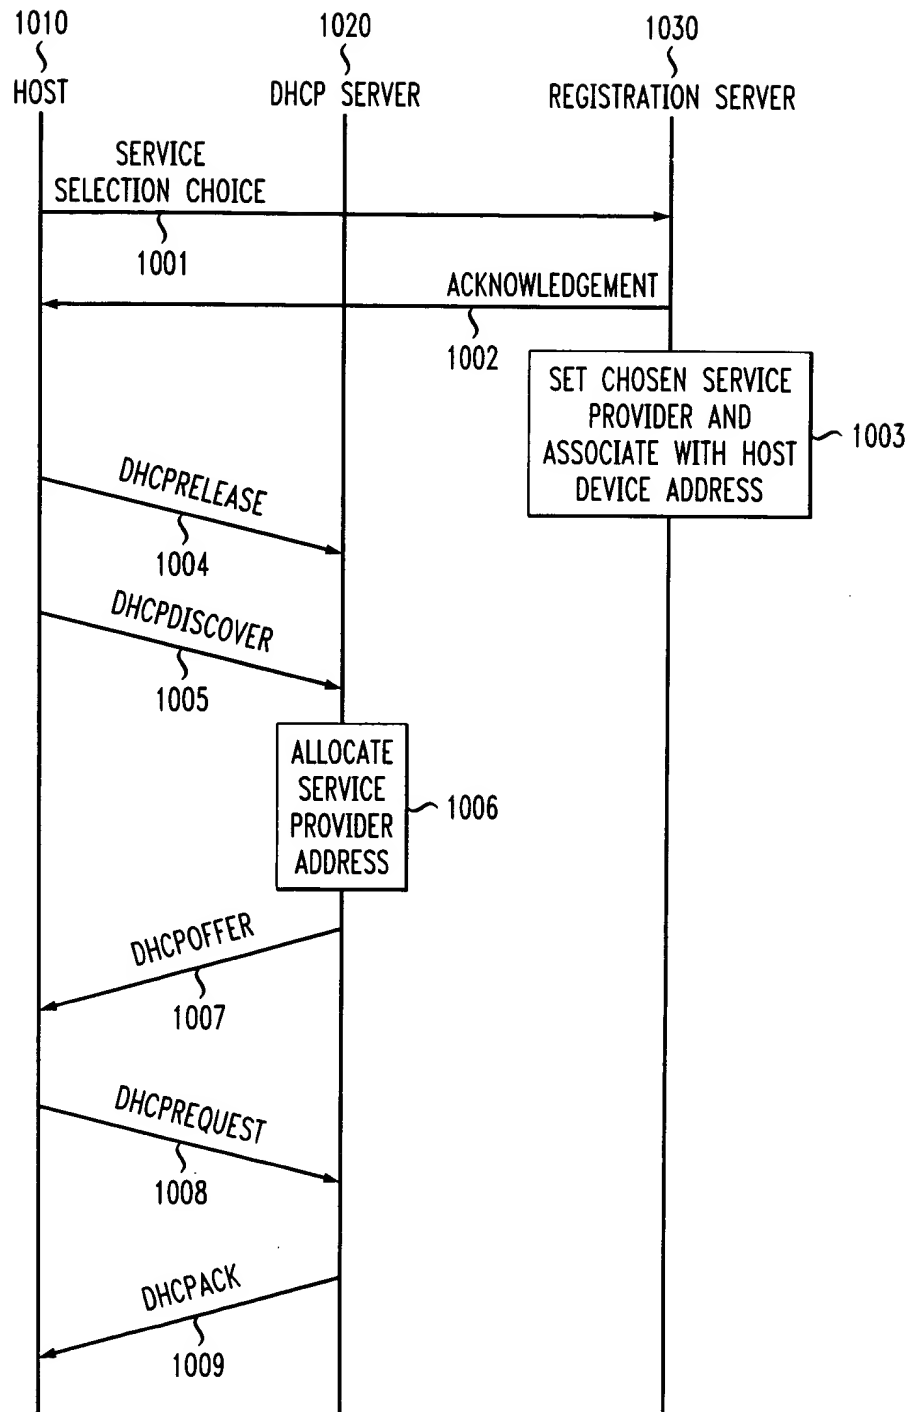 1010
1020
1030
HOST
DHCP SERVER
REGISTRATION SERVER
SERVICE
SELECTION CHOICE
1001
ACKNOWLEDGEMENT
1002
SET CHOSEN SERVICE
PROVIDER AND
ASSOCIATE WITH HOST
DEVICE ADDRESS
1003
DHCPRELEASE
1004
DHCPDISCOVER
1005
ALLOCATE
SERVICE
PROVIDER
ADDRESS
1006
DHCPOFFER
1007
DHCPREQUEST
1008
DHCPACK
1009